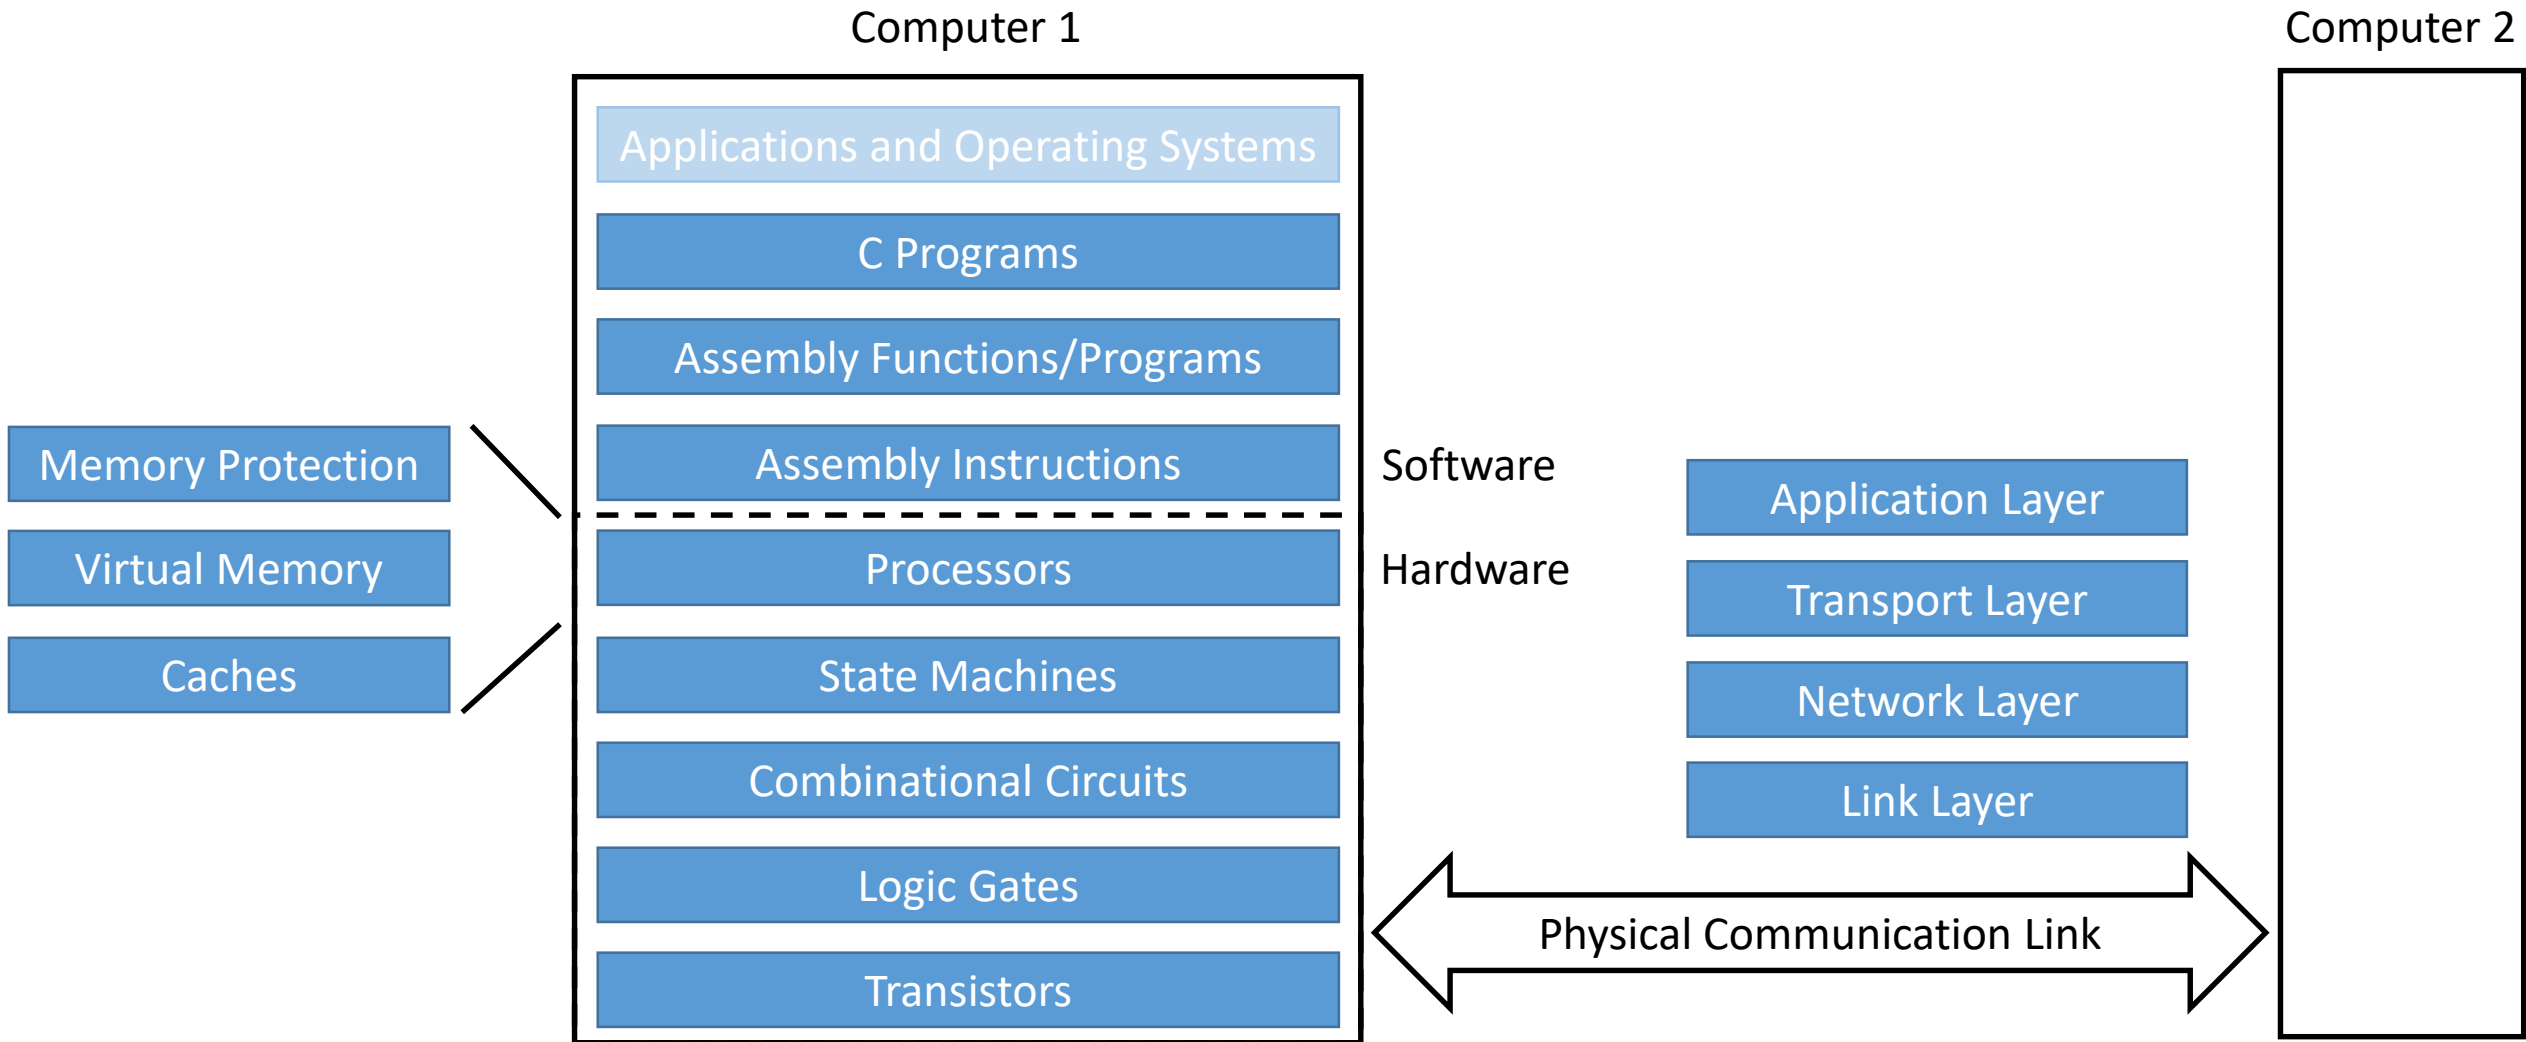 Computer 1
Computer 2
Applications and Operating Systems
C Programs
Assembly Functions/Programs
Assembly Instructions
Processors
State Machines
Combinational Circuits
Logic Gates
Transistors
Memory Protection
Virtual Memory
Caches
Software
Hardware
Application Layer
Transport Layer
Network Layer
Link Layer
Physical Communication Link